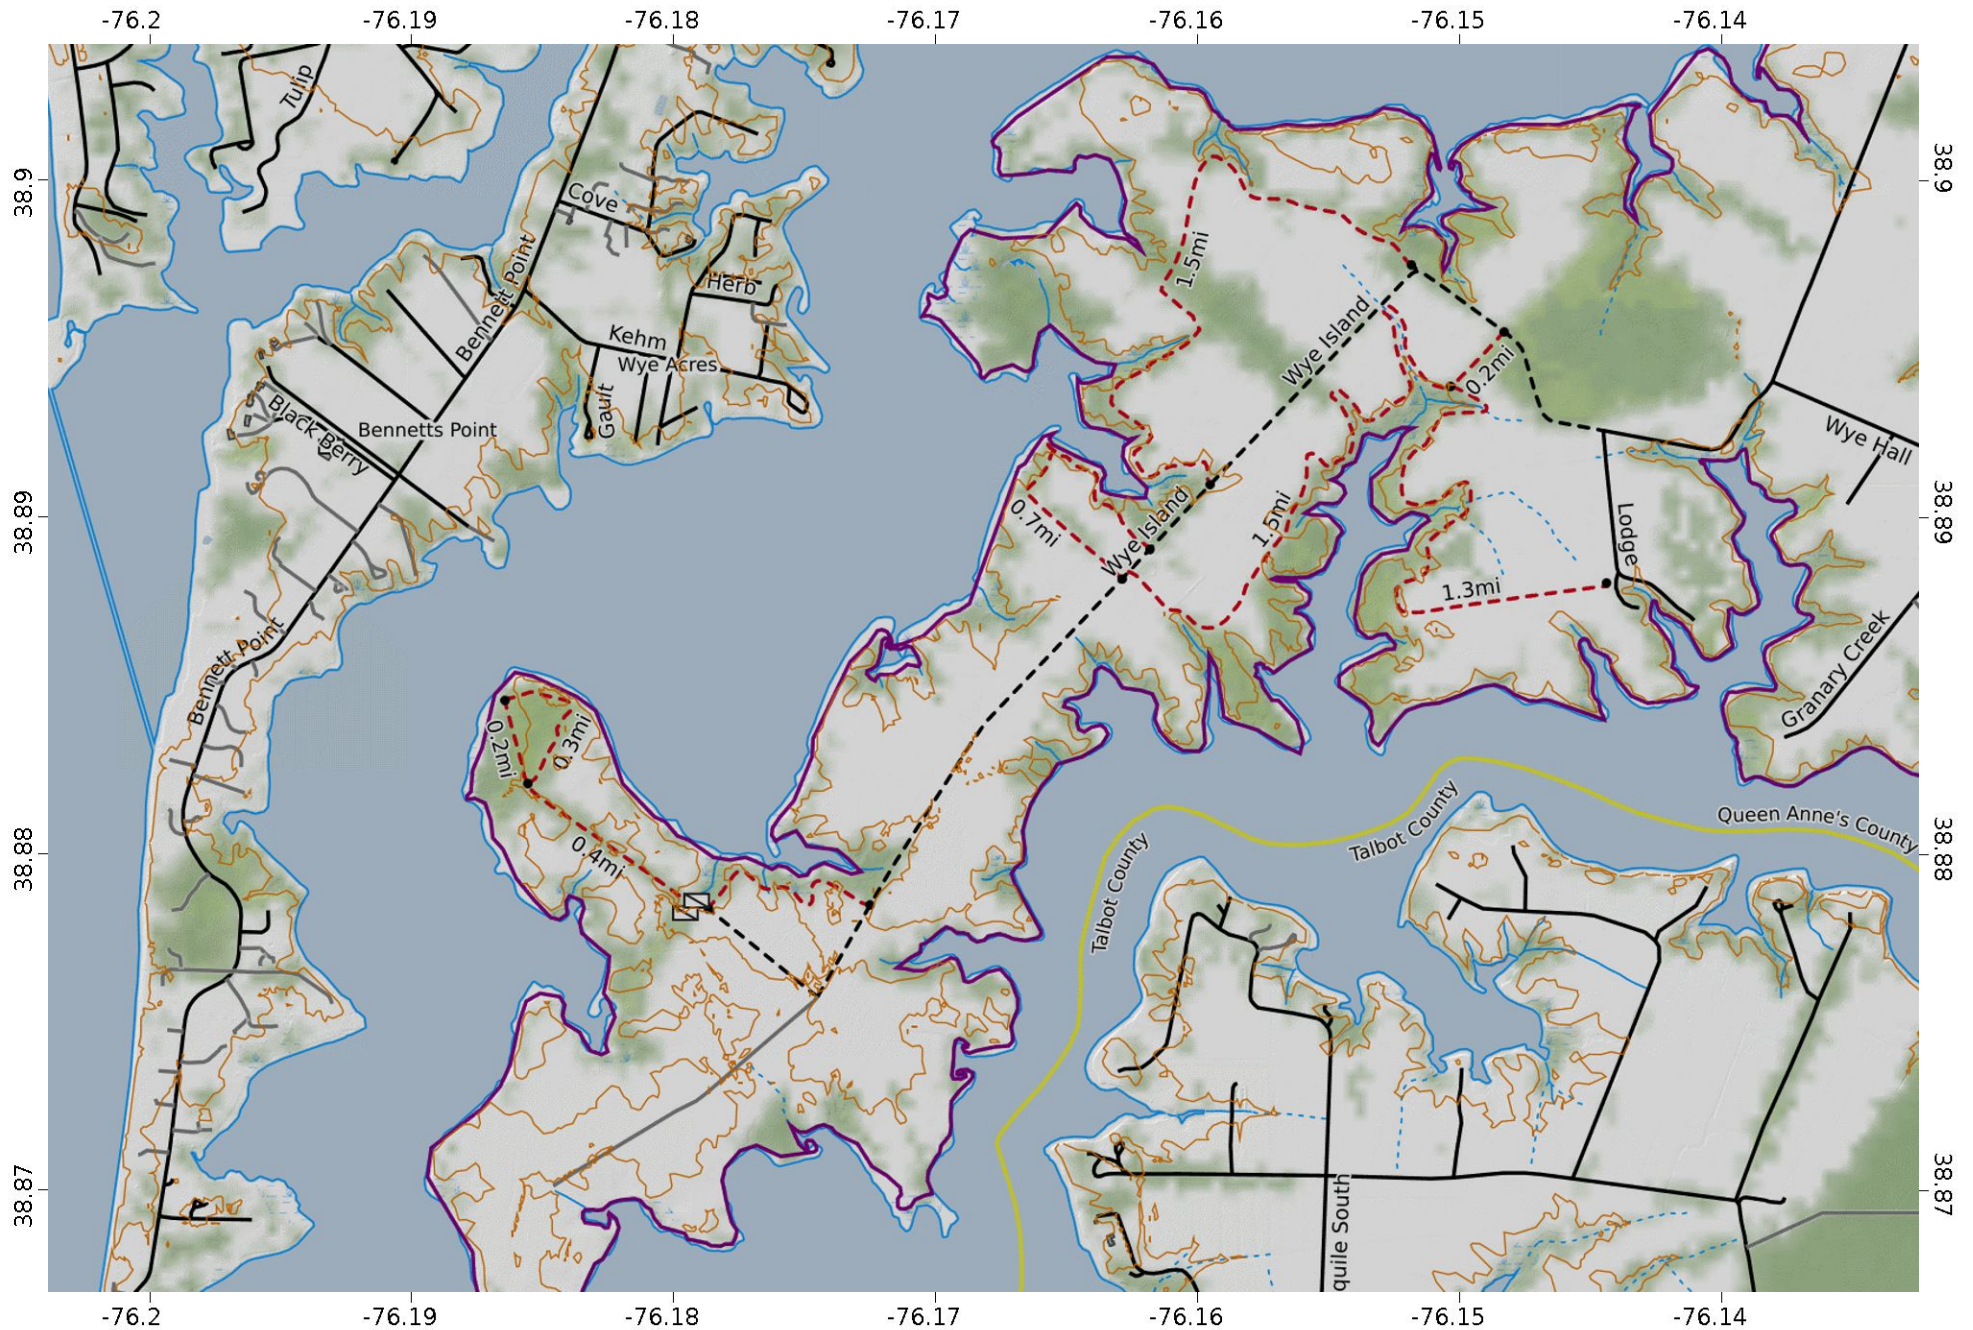 -76.2 -76.19 -76.18 -76.17 -76.16 -76.15 -76.14
Tulip
38.9
38.9
Cove
Bennett Point
1.5mi
Herb
Kehm
Wye Acres
Wye Island
0.2mi
Gault
Black Berry
Bennetts Point
Wye Hall
38.89
38.89
0.7mi
Wye Island
1.5mi
Lodge
1.3mi
Bennett Point
Granary Creek
0.2mi
0.3mi
0.4mi
38.88
38.88
Talbot County
Talbot County
Queen Anne's County
38.87
38.87
quile South
-76.2 -76.19 -76.18 -76.17 -76.16 -76.15 -76.14